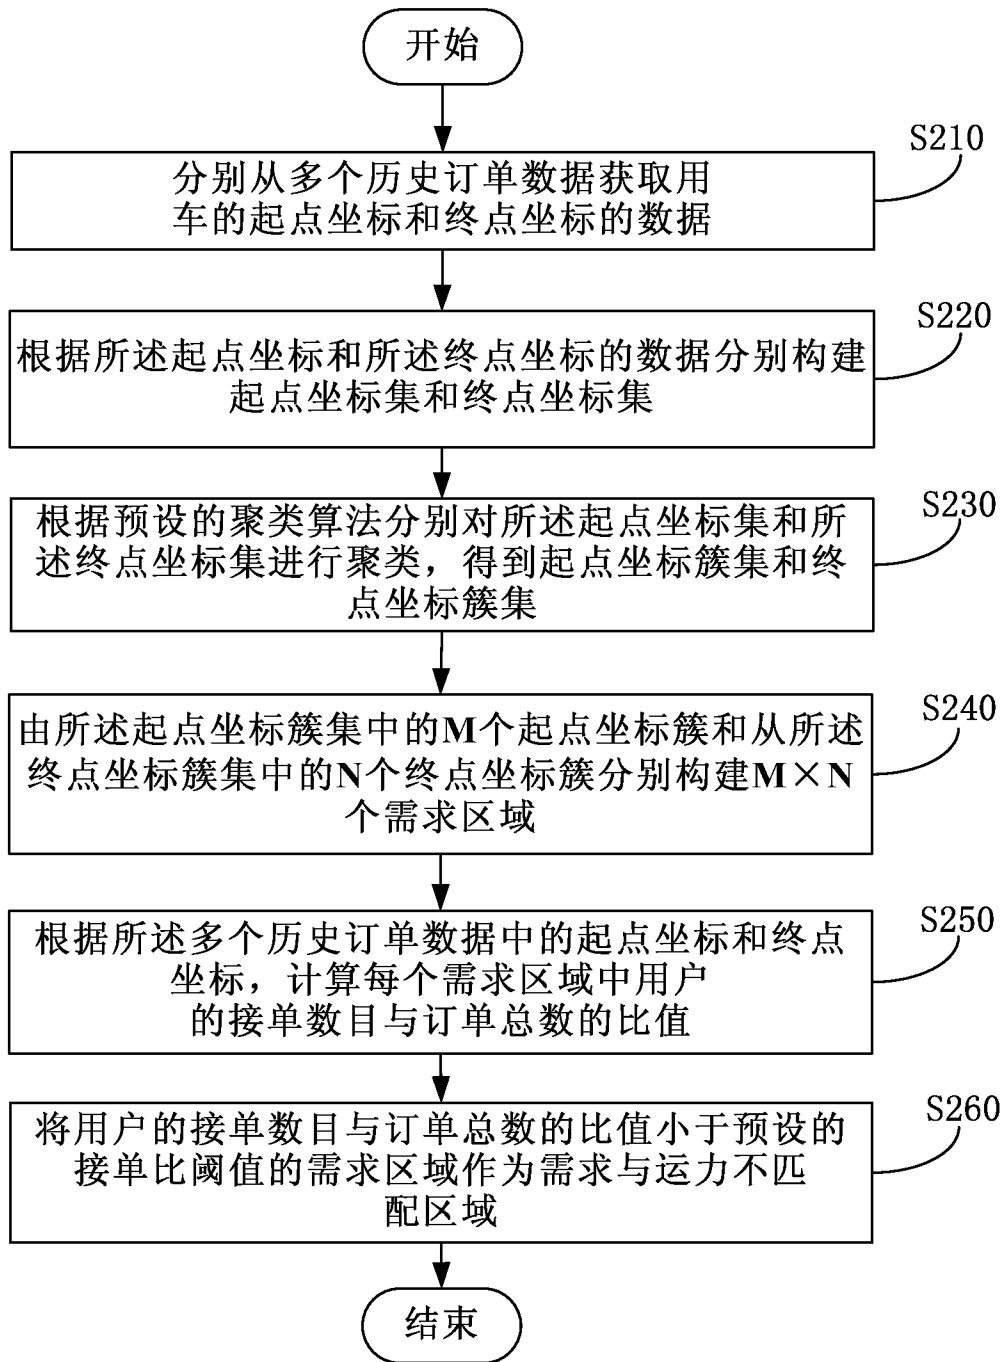 开始
S210
分别从多个历史订单数据获取用
车的起点坐标和终点坐标的数据
S220
根据所述起点坐标和所述终点坐标的数据分别构建
起点坐标集和终点坐标集
S230
根据预设的聚类算法分别对所述起点坐标集和所
述终点坐标集进行聚类，得到起点坐标簇集和终
点坐标簇集
S240
由所述起点坐标簇集中的M个起点坐标簇和从所述
终点坐标簇集中的N个终点坐标簇分别构建M×N
个需求区域
S250
根据所述多个历史订单数据中的起点坐标和终点
坐标，计算每个需求区域中用户
的接单数目与订单总数的比值
S260
将用户的接单数目与订单总数的比值小于预设的
接单比阈值的需求区域作为需求与运力不匹
配区域
结束